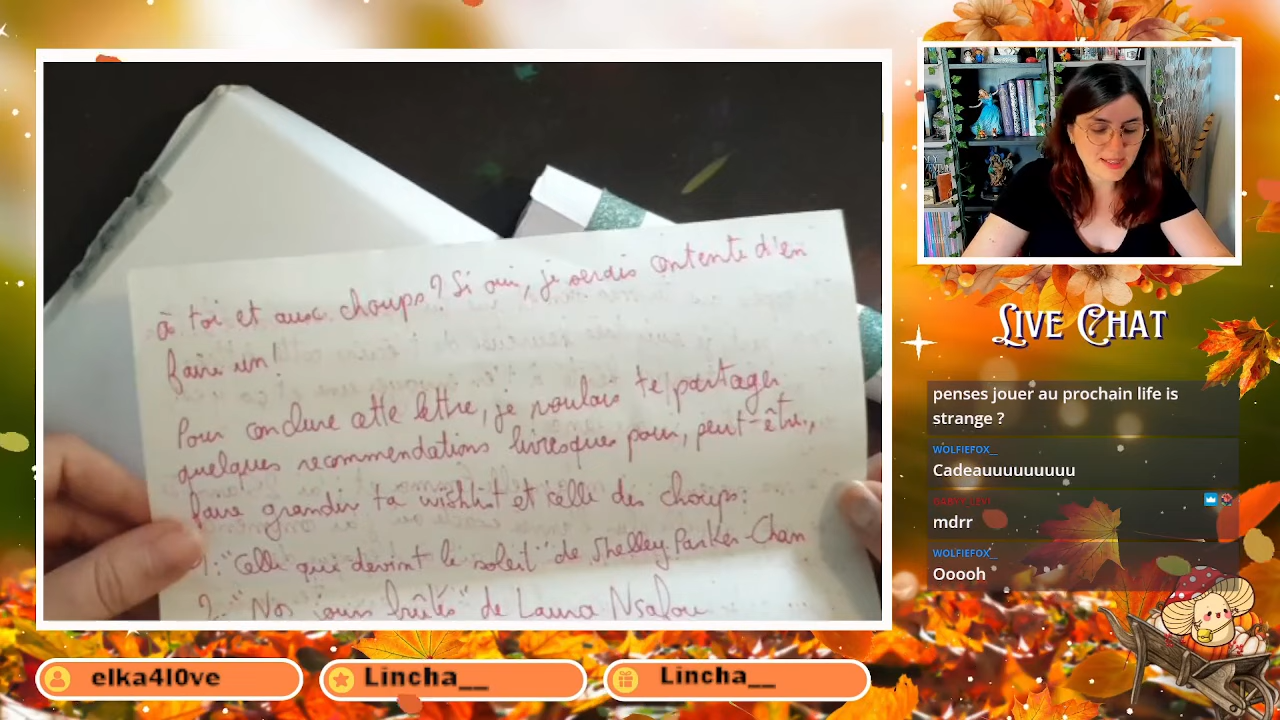 à toi et aux choups? Si oui, je serais contente d'en
faire un!
Pour conclure cette lettre, je voulais te partager
quelques recommendations livresques pour, peut-être,
faire grandir ta wishlist et celle des choups:
1. "Celle qui devint le soleil" de Shelley Parker-Chan
2. "Nos jours brûlés" de Laura Nsafou
LIVE CHAT
penses jouer au prochain life is
strange ?
WOLFIEFOX__
Cadeauuuuuuuuu
mdrr
WOLFIEFOX__
Ooooh
elka4l0ve
Lincha__
Lincha__